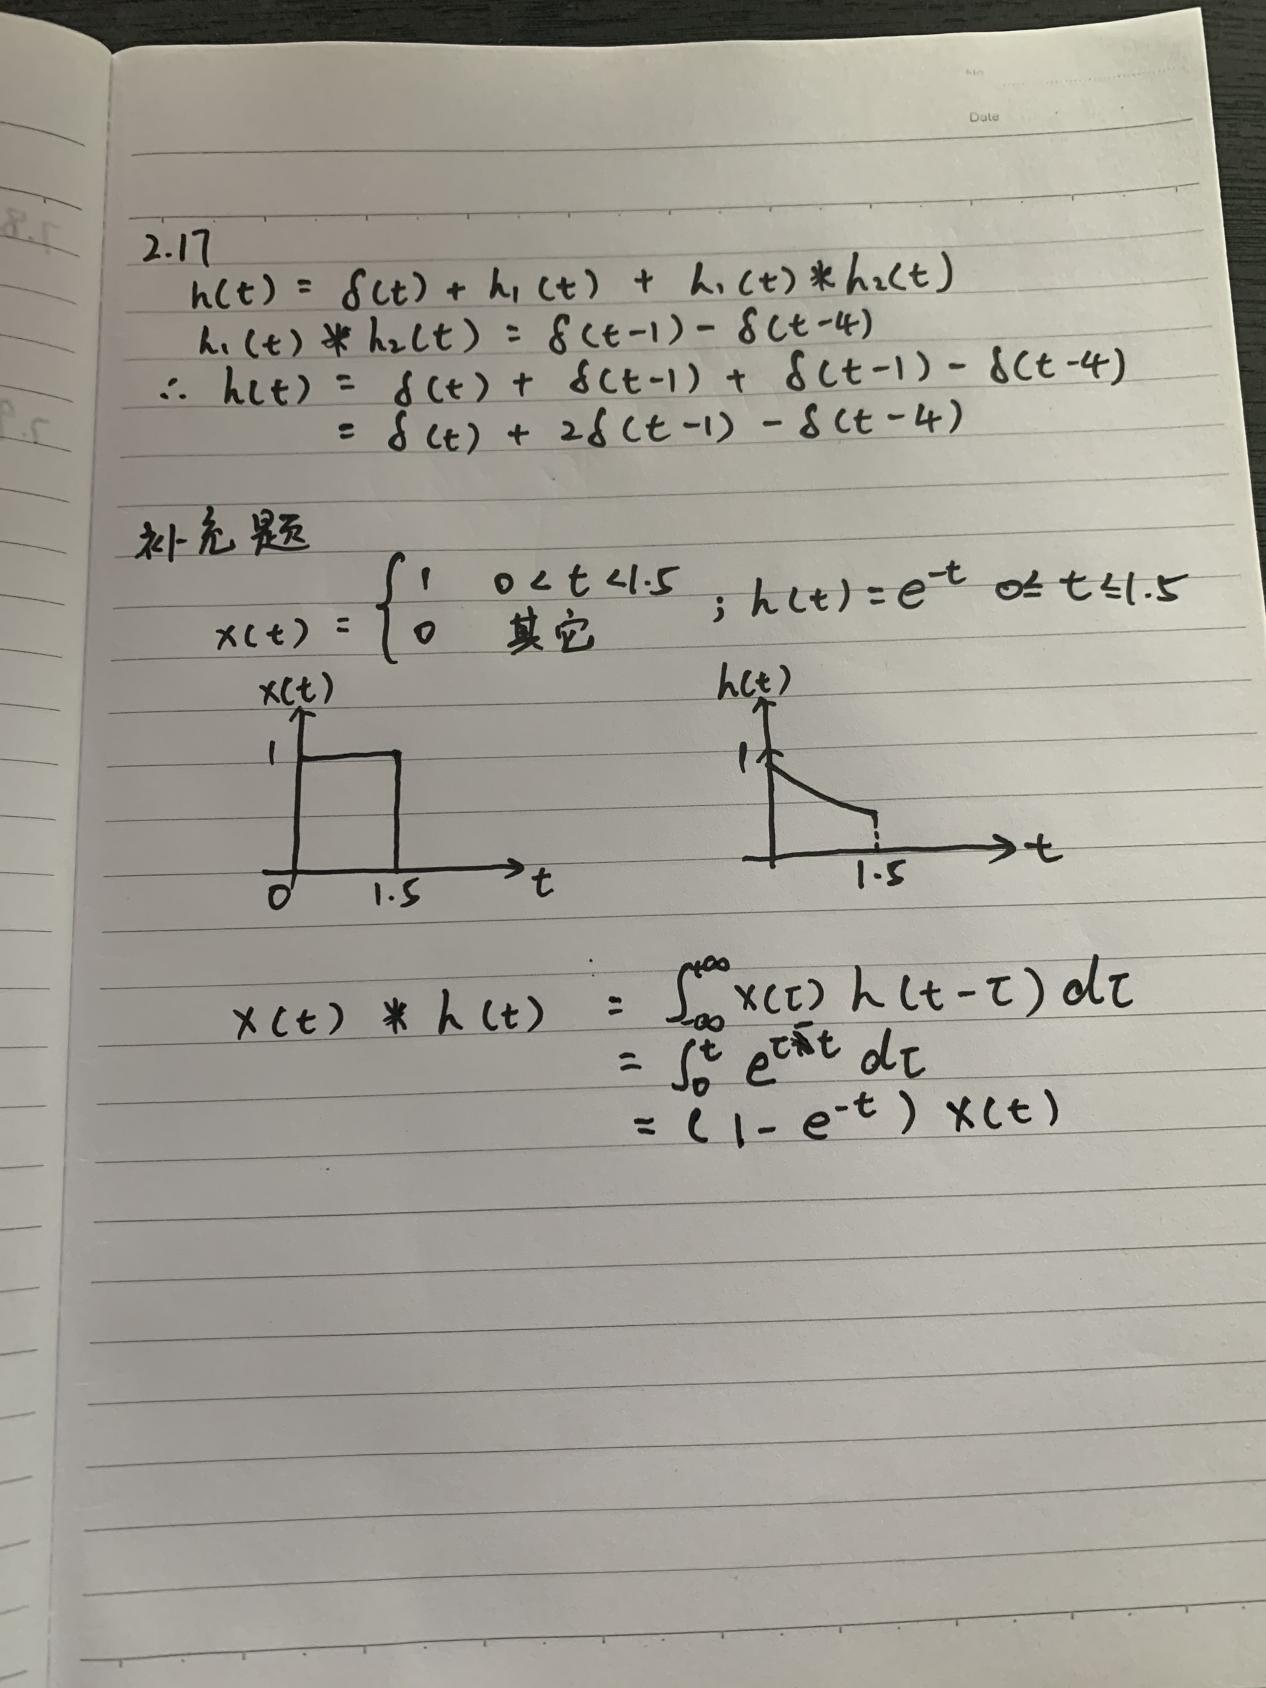 Date
2.17
h(t) = δ(t) + h₁(t) + h₁(t) * h₂(t)
h₁(t) * h₂(t) = δ(t-1) - δ(t-4)
∴ h(t) = δ(t) + δ(t-1) + δ(t-1) - δ(t-4)
= δ(t) + 2δ(t-1) - δ(t-4)
补充题
x(t) = { 1 0<t<1.5 ; h(t) = e^{-t} 0≤t≤1.5
0 其它
x(t) h(t)
1 1
0 1.5 t 1.5 t
x(t) * h(t) = ∫_{-∞}^{+∞} x(τ) h(t-τ) dτ
= ∫_0^t e^{τ-t} dτ
= (1-e^{-t}) x(t)